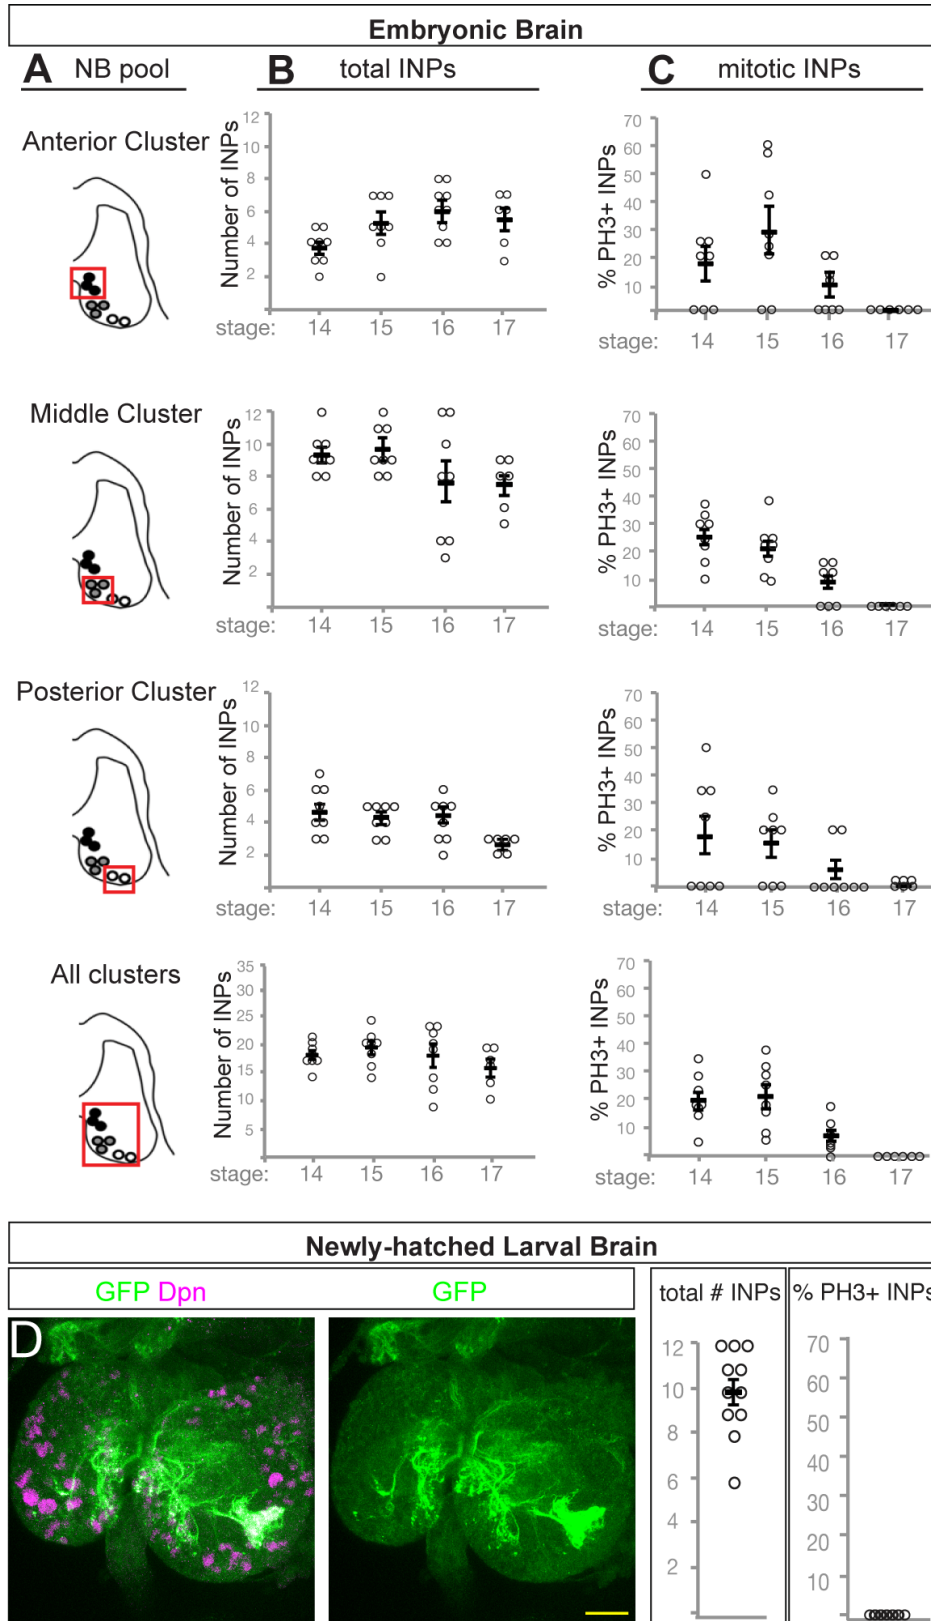 Embryonic Brain
A NB pool
B total INPs
C mitotic INPs
Anterior Cluster
Number of INPs
12
10
8
6
4
2
stage: 14 15 16 17
% PH3+ INPs
70
60
50
40
30
20
10
stage: 14 15 16 17
Middle Cluster
Number of INPs
12
10
8
6
4
2
stage: 14 15 16 17
% PH3+ INPs
70
60
50
40
30
20
10
stage: 14 15 16 17
Posterior Cluster
Number of INPs
12
10
8
6
4
2
stage: 14 15 16 17
% PH3+ INPs
70
60
50
40
30
20
10
stage: 14 15 16 17
All clusters
Number of INPs
35
30
25
20
15
10
5
stage: 14 15 16 17
% PH3+ INPs
70
60
50
40
30
20
10
stage: 14 15 16 17
Newly-hatched Larval Brain
GFP Dpn
GFP
D
total # INPs
12
10
8
6
4
2
% PH3+ INPs
70
60
50
40
30
20
10